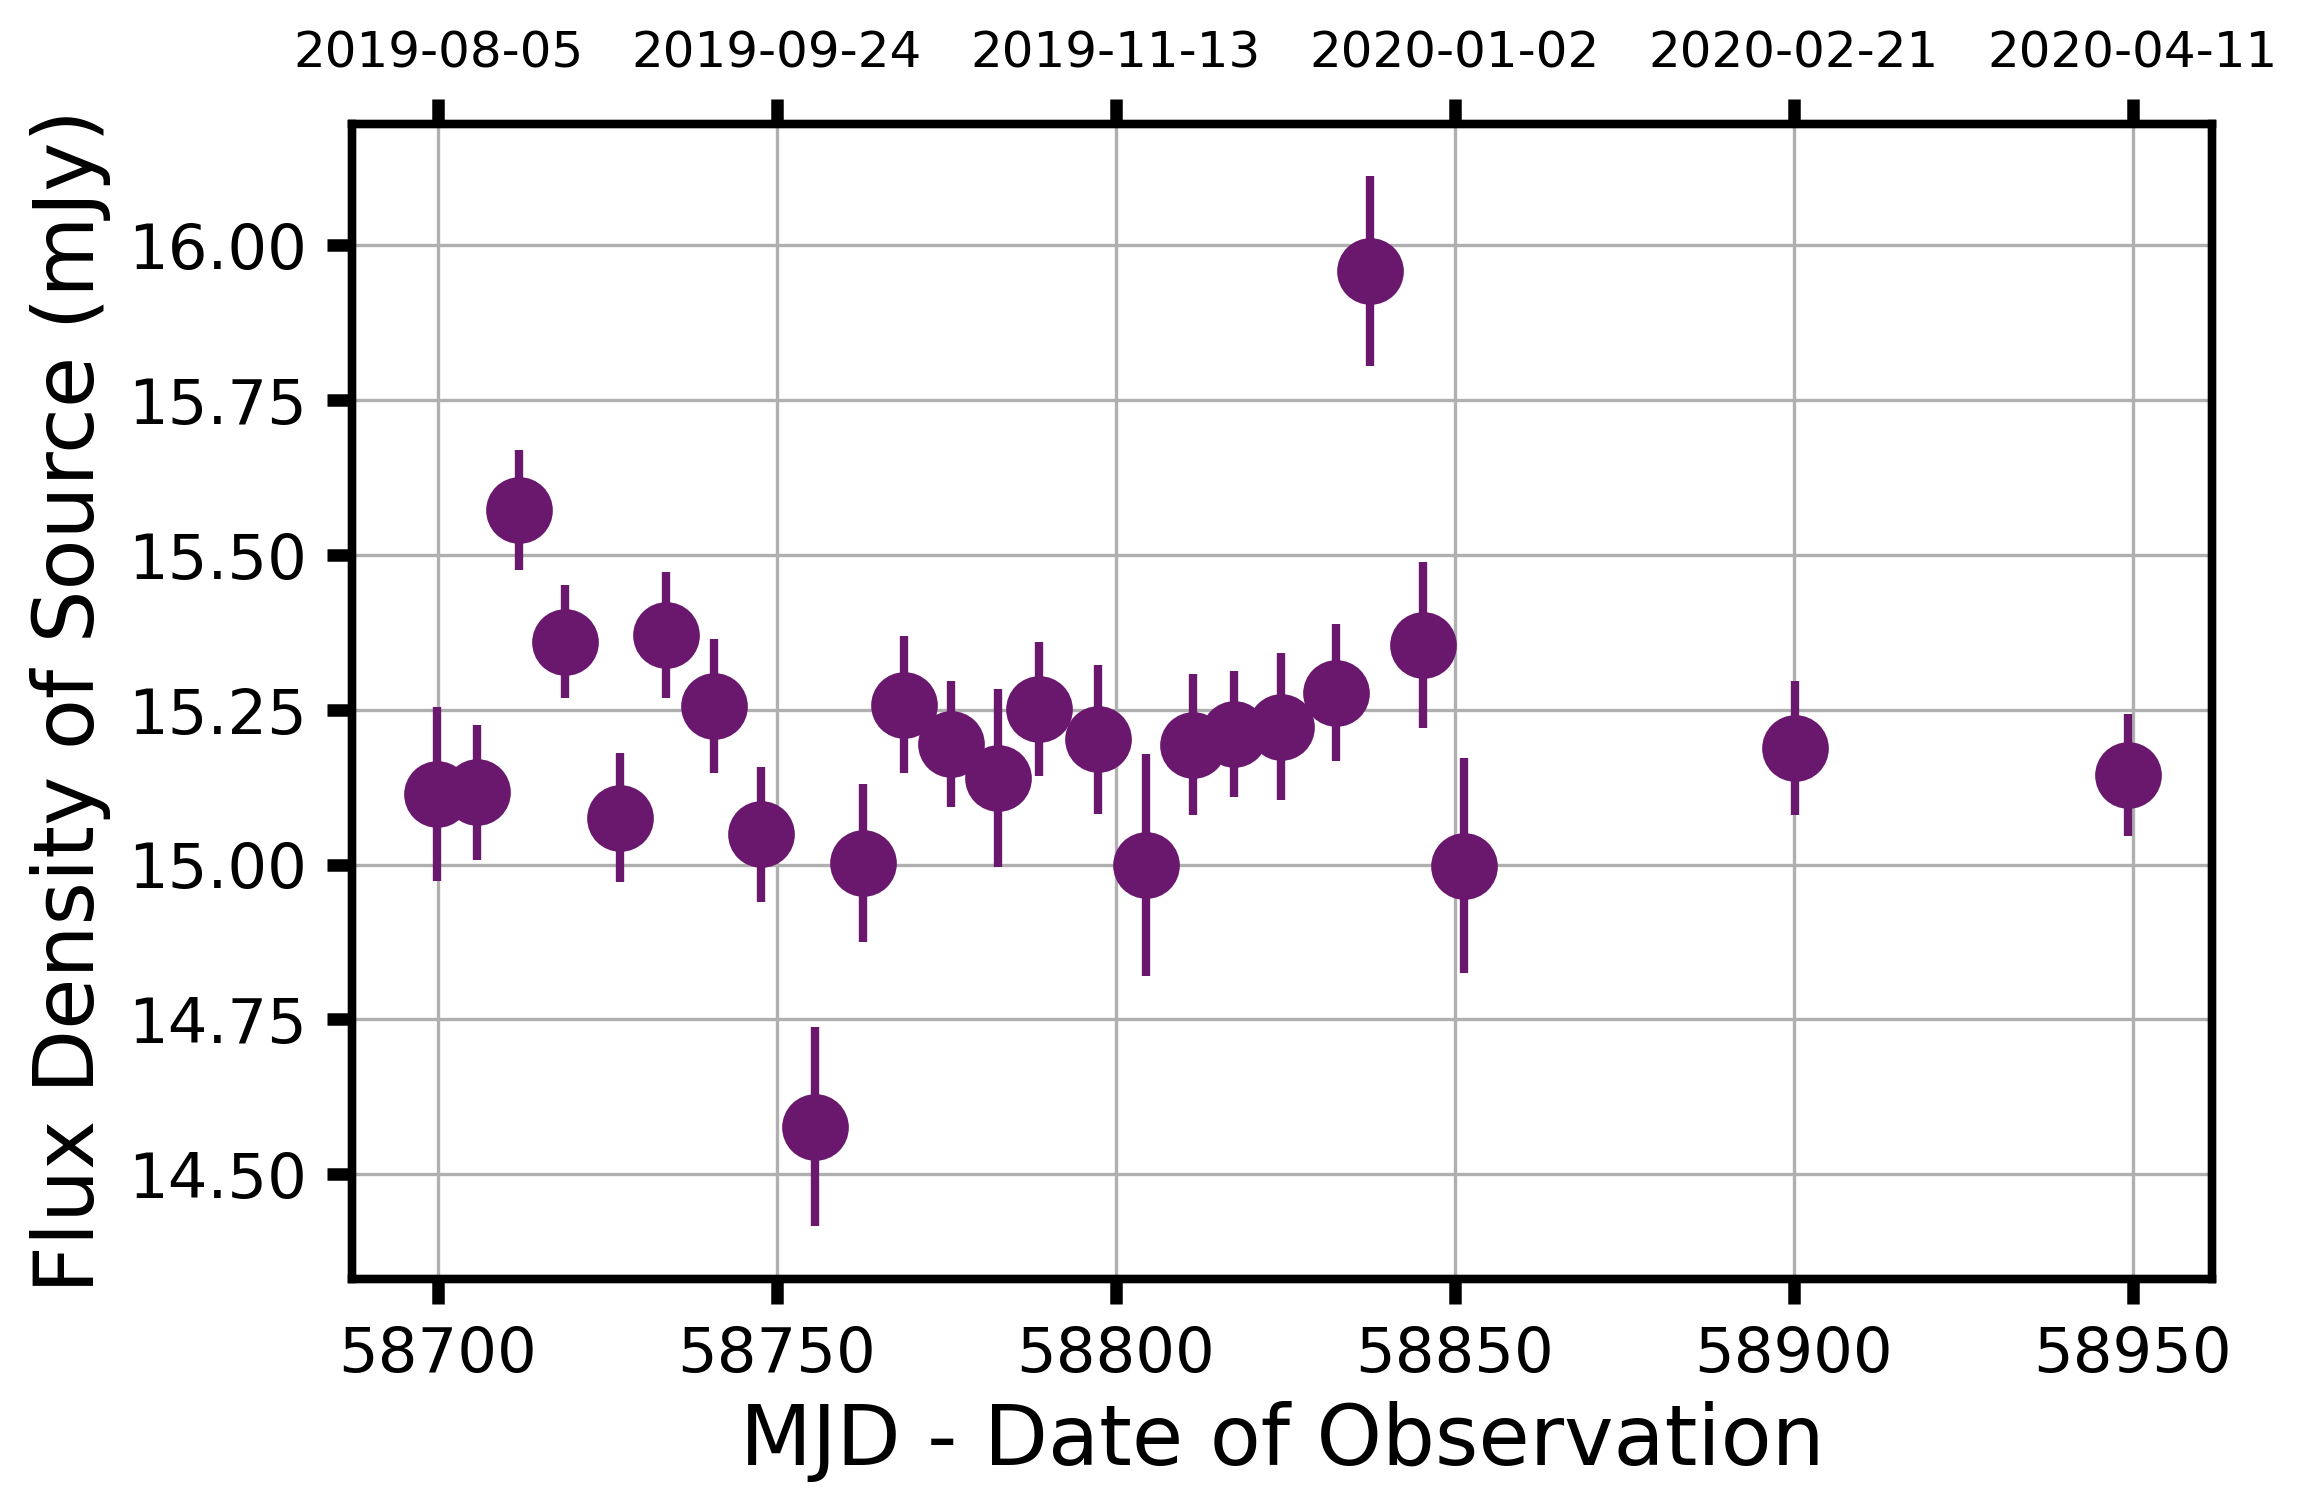 2019-08-05 2019-09-24 2019-11-13 2020-01-02 2020-02-21 2020-04-11
Flux Density of Source (mJy)
16.00
15.75
15.50
15.25
15.00
14.75
14.50
58700 58750 58800 58850 58900 58950
MJD - Date of Observation